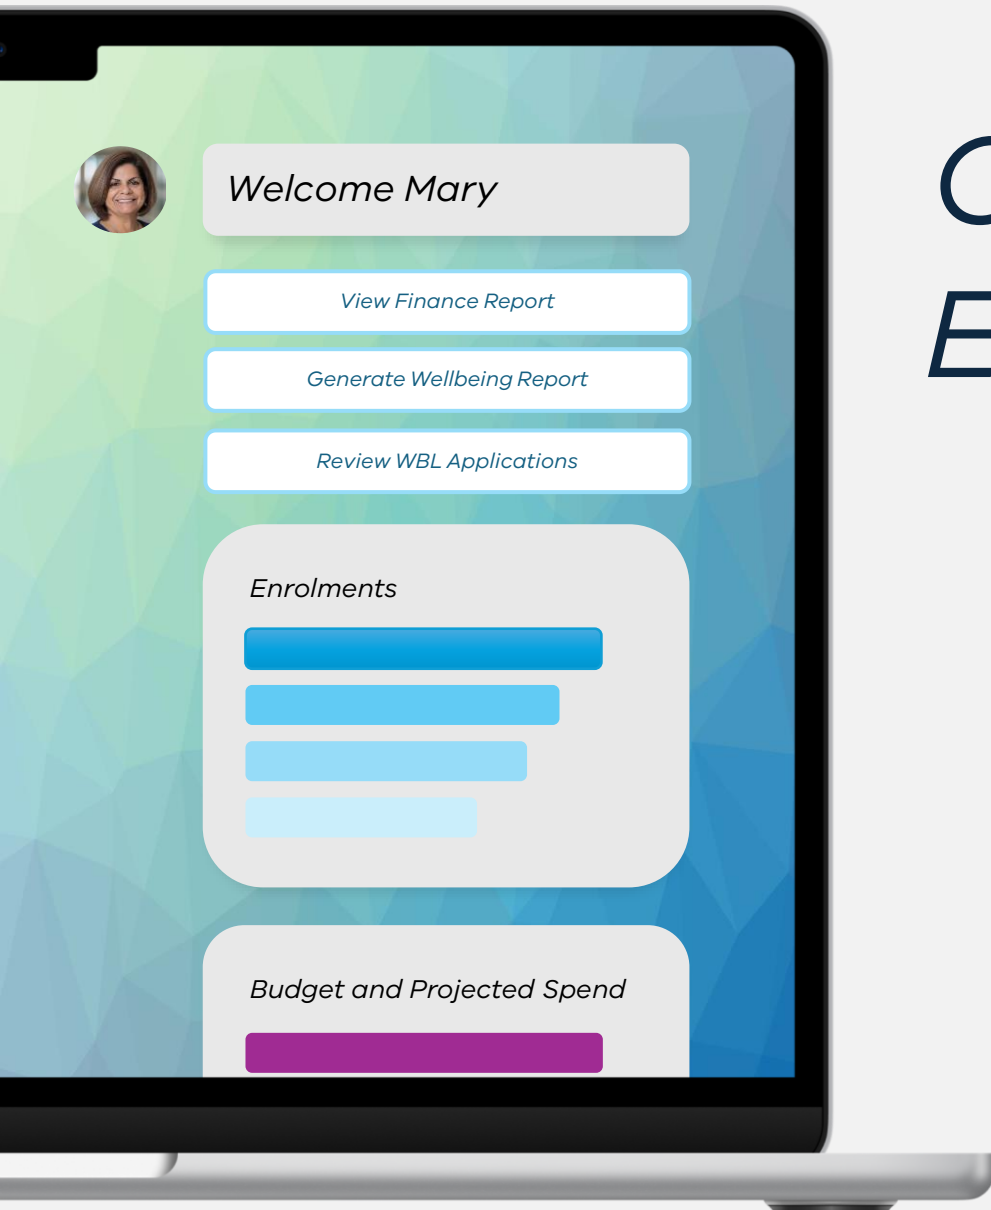 Welcome Mary
View Finance Report
Generate Wellbeing Report
Review WBL Applications
Enrolments
Budget and Projected Spend